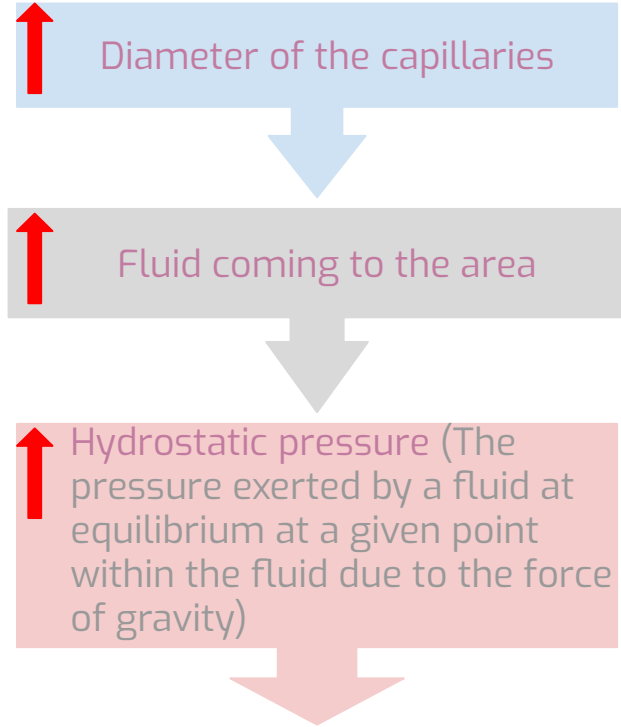 Diameter of the capillaries
Fluid coming to the area
Hydrostatic pressure (The
pressure exerted by a fluid at
equilibrium at a given point
within the fluid due to the force
of gravity)